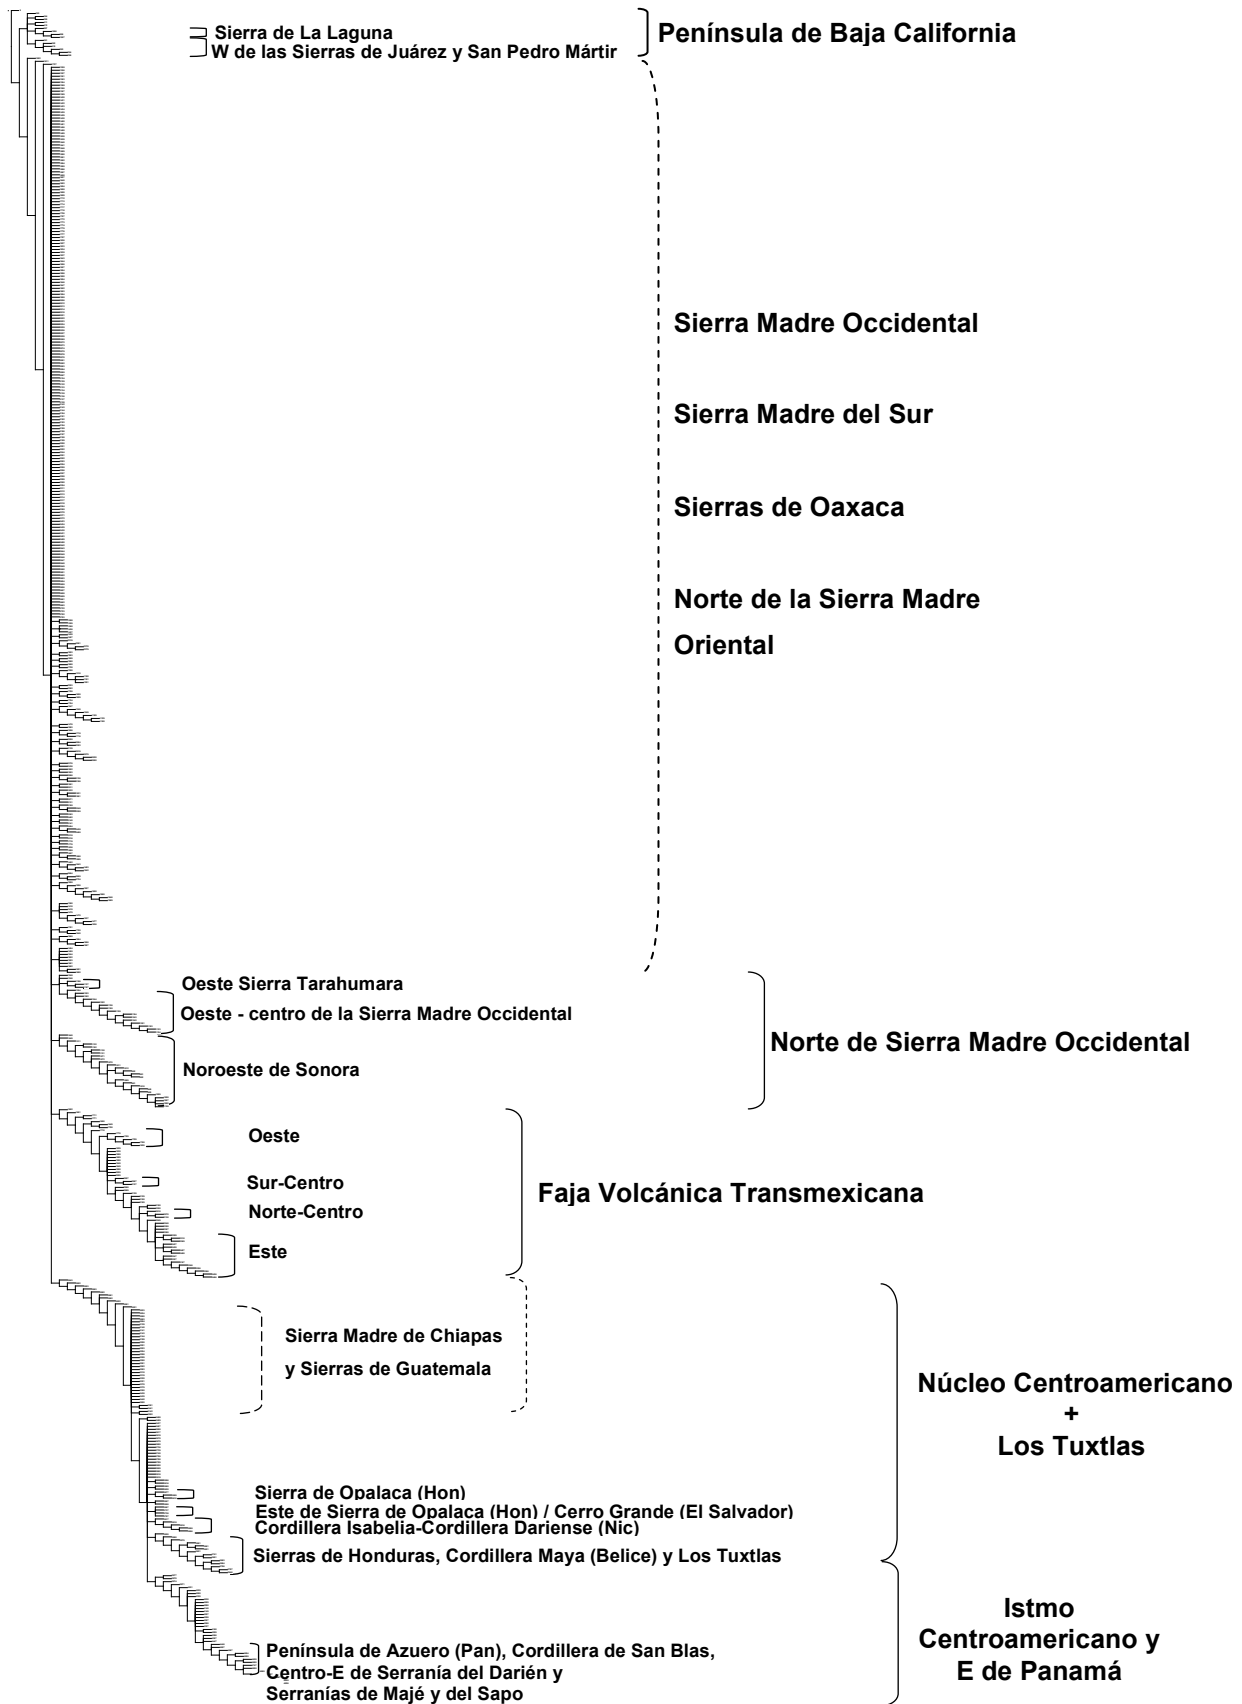 Sierra de La Laguna
W de las Sierras de Juárez y San Pedro Mártir
Península de Baja California
Sierra Madre Occidental
Sierra Madre del Sur
Sierras de Oaxaca
Norte de la Sierra Madre
Oriental
Oeste Sierra Tarahumara
Oeste - centro de la Sierra Madre Occidental
Noroeste de Sonora
Norte de Sierra Madre Occidental
Oeste
Sur-Centro
Norte-Centro
Este
Faja Volcánica Transmexicana
Sierra Madre de Chiapas
y Sierras de Guatemala
Núcleo Centroamericano
+
Los Tuxtlas
Sierra de Opalaca (Hon)
Este de Sierra de Opalaca (Hon) / Cerro Grande (El Salvador)
Cordillera Isabelia-Cordillera Dariense (Nic)
Sierras de Honduras, Cordillera Maya (Belice) y Los Tuxtlas
Istmo
Centroamericano y
E de Panamá
Península de Azuero (Pan), Cordillera de San Blas,
Centro-E de Serranía del Darién y
Serranías de Majé y del Sapo